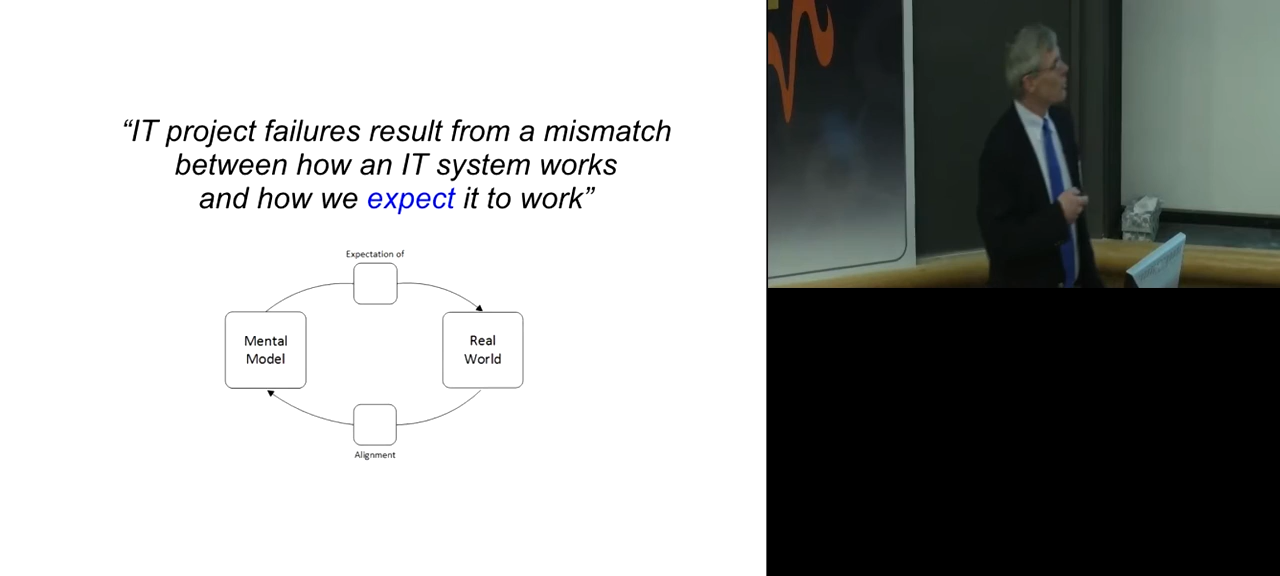 “IT project failures result from a mismatch
between how an IT system works
and how we expect it to work”
Expectation of
Mental
Model
Real
World
Alignment